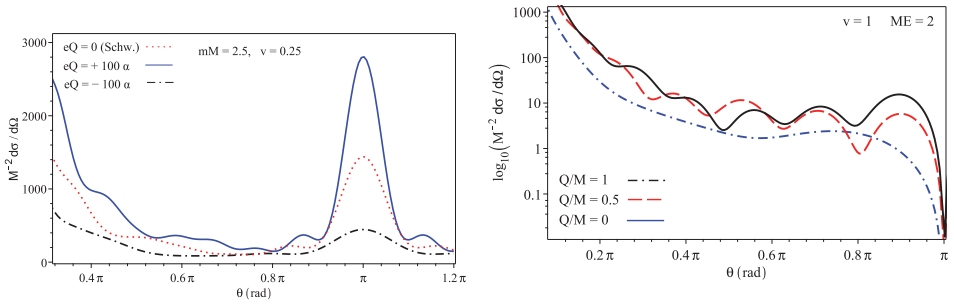 3000
2000
1000
0
M⁻² dσ / dΩ
eQ = 0 (Schw.)
eQ = + 100 α
eQ = − 100 α
mM = 2.5, v = 0.25
0.4 π
0.6 π
0.8 π
π
1.2 π
θ (rad)
1000
100
10
1
0.1
log₁₀(M⁻² dσ / dΩ)
v = 1 ME = 2
Q/M = 1
Q/M = 0.5
Q/M = 0
0.2 π
0.4 π
0.6 π
0.8 π
π
θ (rad)